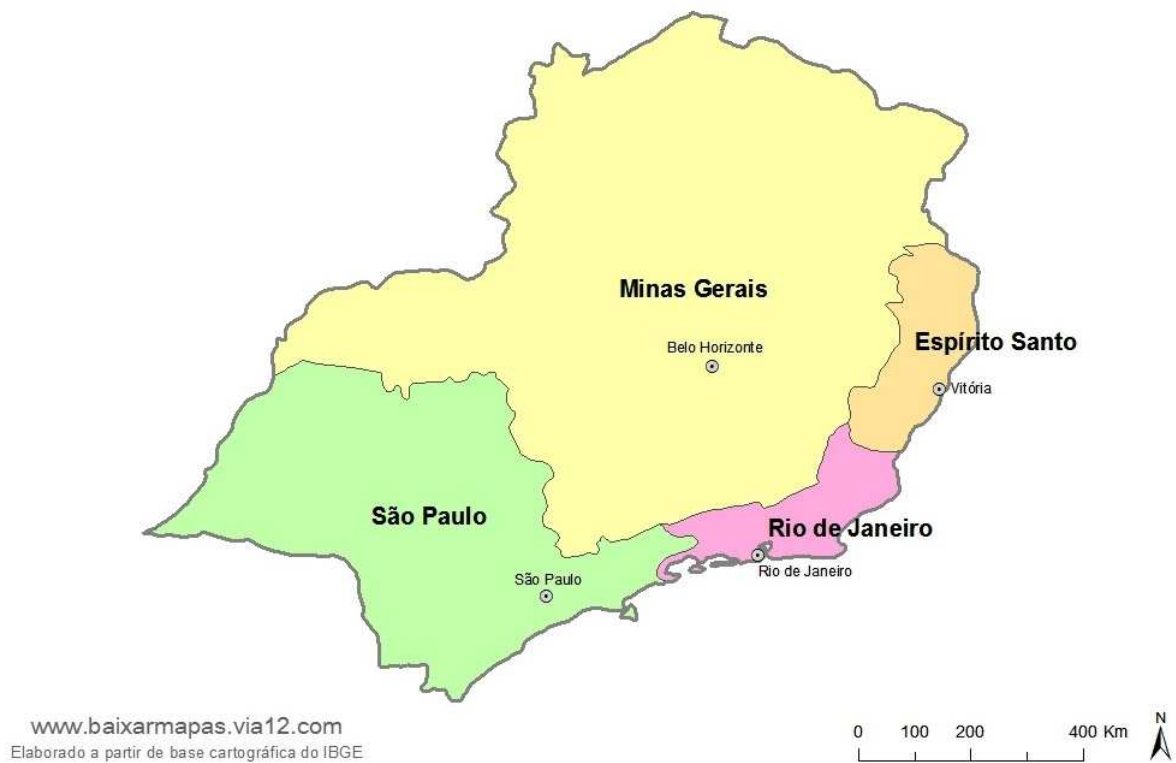 Minas Gerais
Belo Horizonte
Espírito Santo
Vitória
São Paulo
Rio de Janeiro
São Paulo
Rio de Janeiro
www.baixarmapas.via12.com
Elaborado a partir de base cartográfica do IBGE
0 100 200 400 Km
N